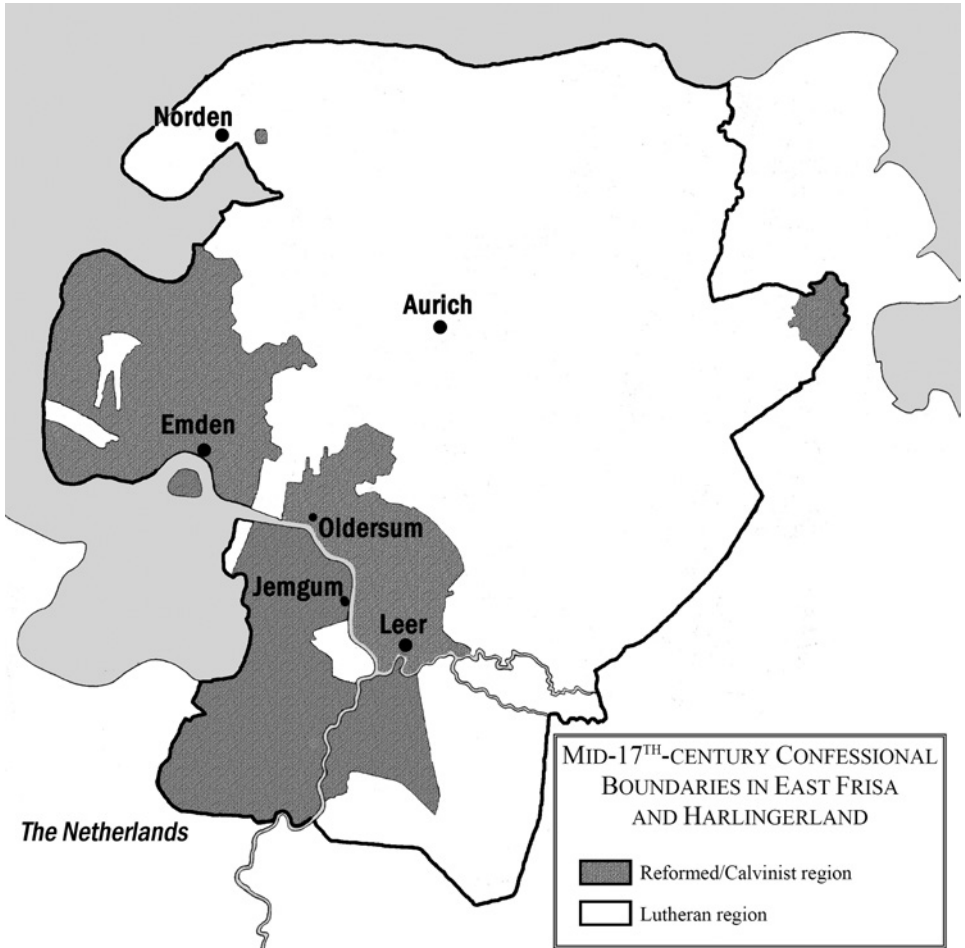 Norden
Aurich
Emden
Oldersum
Jemgum
Leer
The Netherlands
MID-17TH-CENTURY CONFESSIONAL
BOUNDARIES IN EAST FRISA
AND HARLINGERLAND
Reformed/Calvinist region
Lutheran region